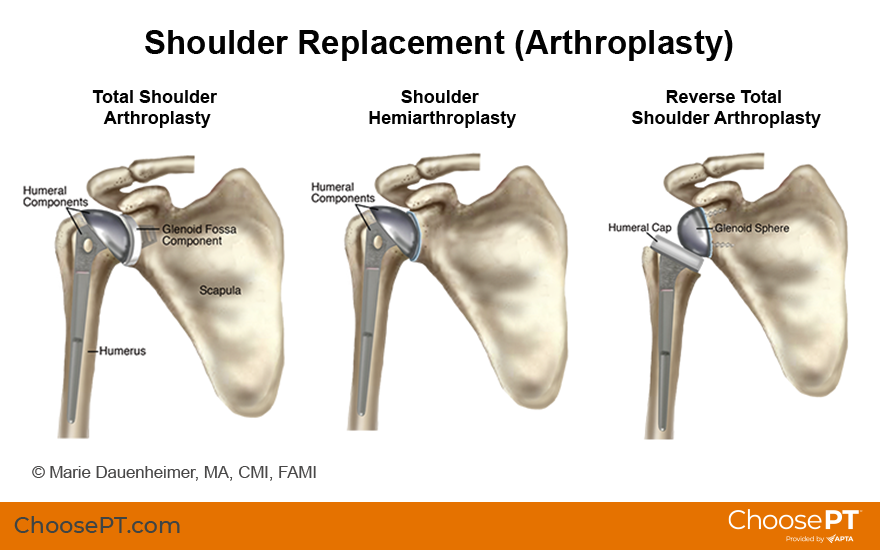 Shoulder Replacement (Arthroplasty)
Total Shoulder
Arthroplasty
Humeral
Components
Glenoid Fossa
Component
Scapula
Humerus
Shoulder
Hemiarthroplasty
Humeral
Components
Reverse Total
Shoulder Arthroplasty
Humeral Cap
Glenoid Sphere
© Marie Dauenheimer, MA, CMI, FAMI
ChoosePT.com
ChoosePT
Provided by APTA